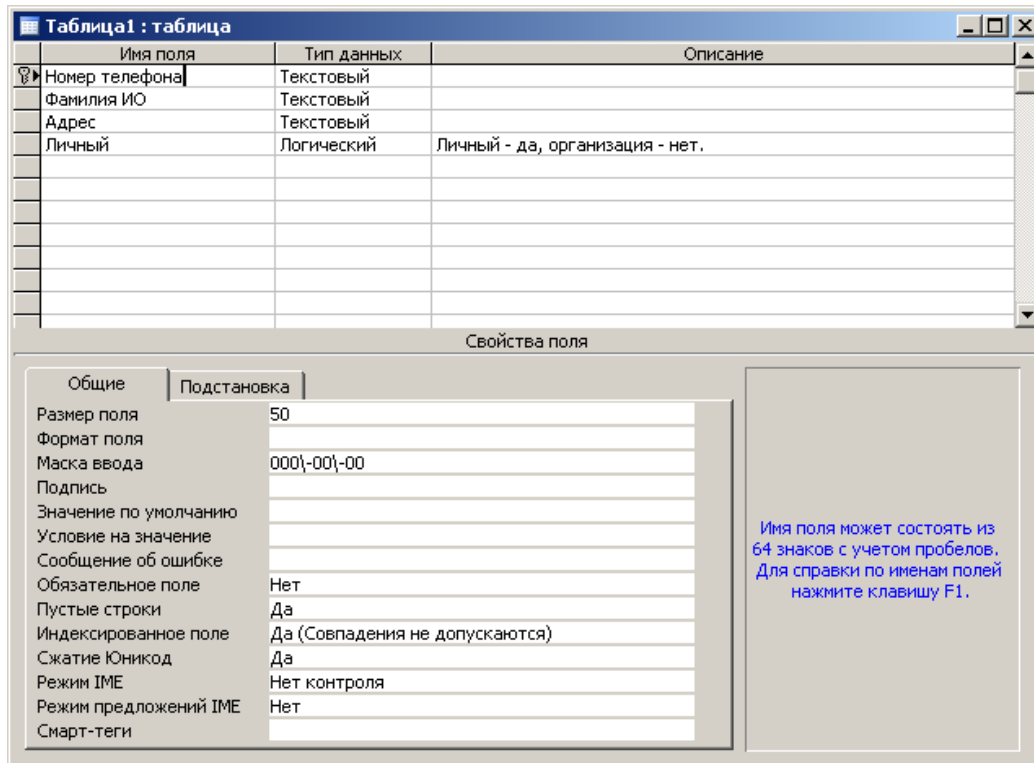 Таблица1 : таблица
Имя поля Тип данных Описание
Номер телефона Текстовый
Фамилия ИО Текстовый
Адрес Текстовый
Личный Логический Личный - да, организация - нет.
Свойства поля
Общие Подстановка
Размер поля 50
Формат поля
Маска ввода 000\-00\-00
Подпись
Значение по умолчанию
Условие на значение
Сообщение об ошибке
Обязательное поле Нет
Пустые строки Да
Индексированное поле Да (Совпадения не допускаются)
Сжатие Юникод Да
Режим IME Нет контроля
Режим предложений IME Нет
Смарт-теги
Имя поля может состоять из
64 знаков с учетом пробелов.
Для справки по именам полей
нажмите клавишу F1.